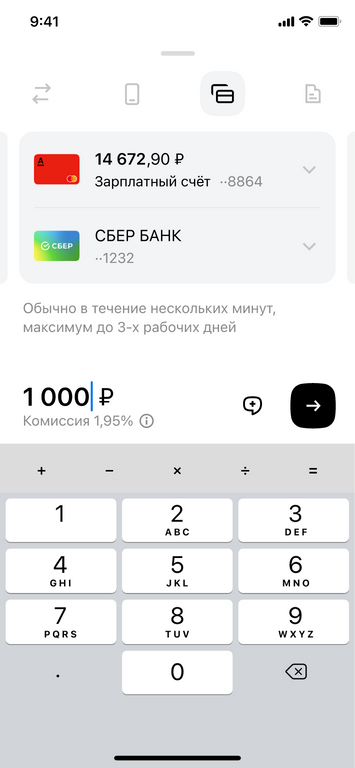 9:41
14 672,90 ₽
Зарплатный счёт ··8864
А
СБЕР
СБЕР БАНК
··1232
Обычно в течение нескольких минут,
максимум до 3-х рабочих дней
1 000 ₽
Комиссия 1,95%
+ − × ÷ =
1 2 3
ABC DEF
4 5 6
GHI JKL MNO
7 8 9
PQRS TUV WXYZ
. 0